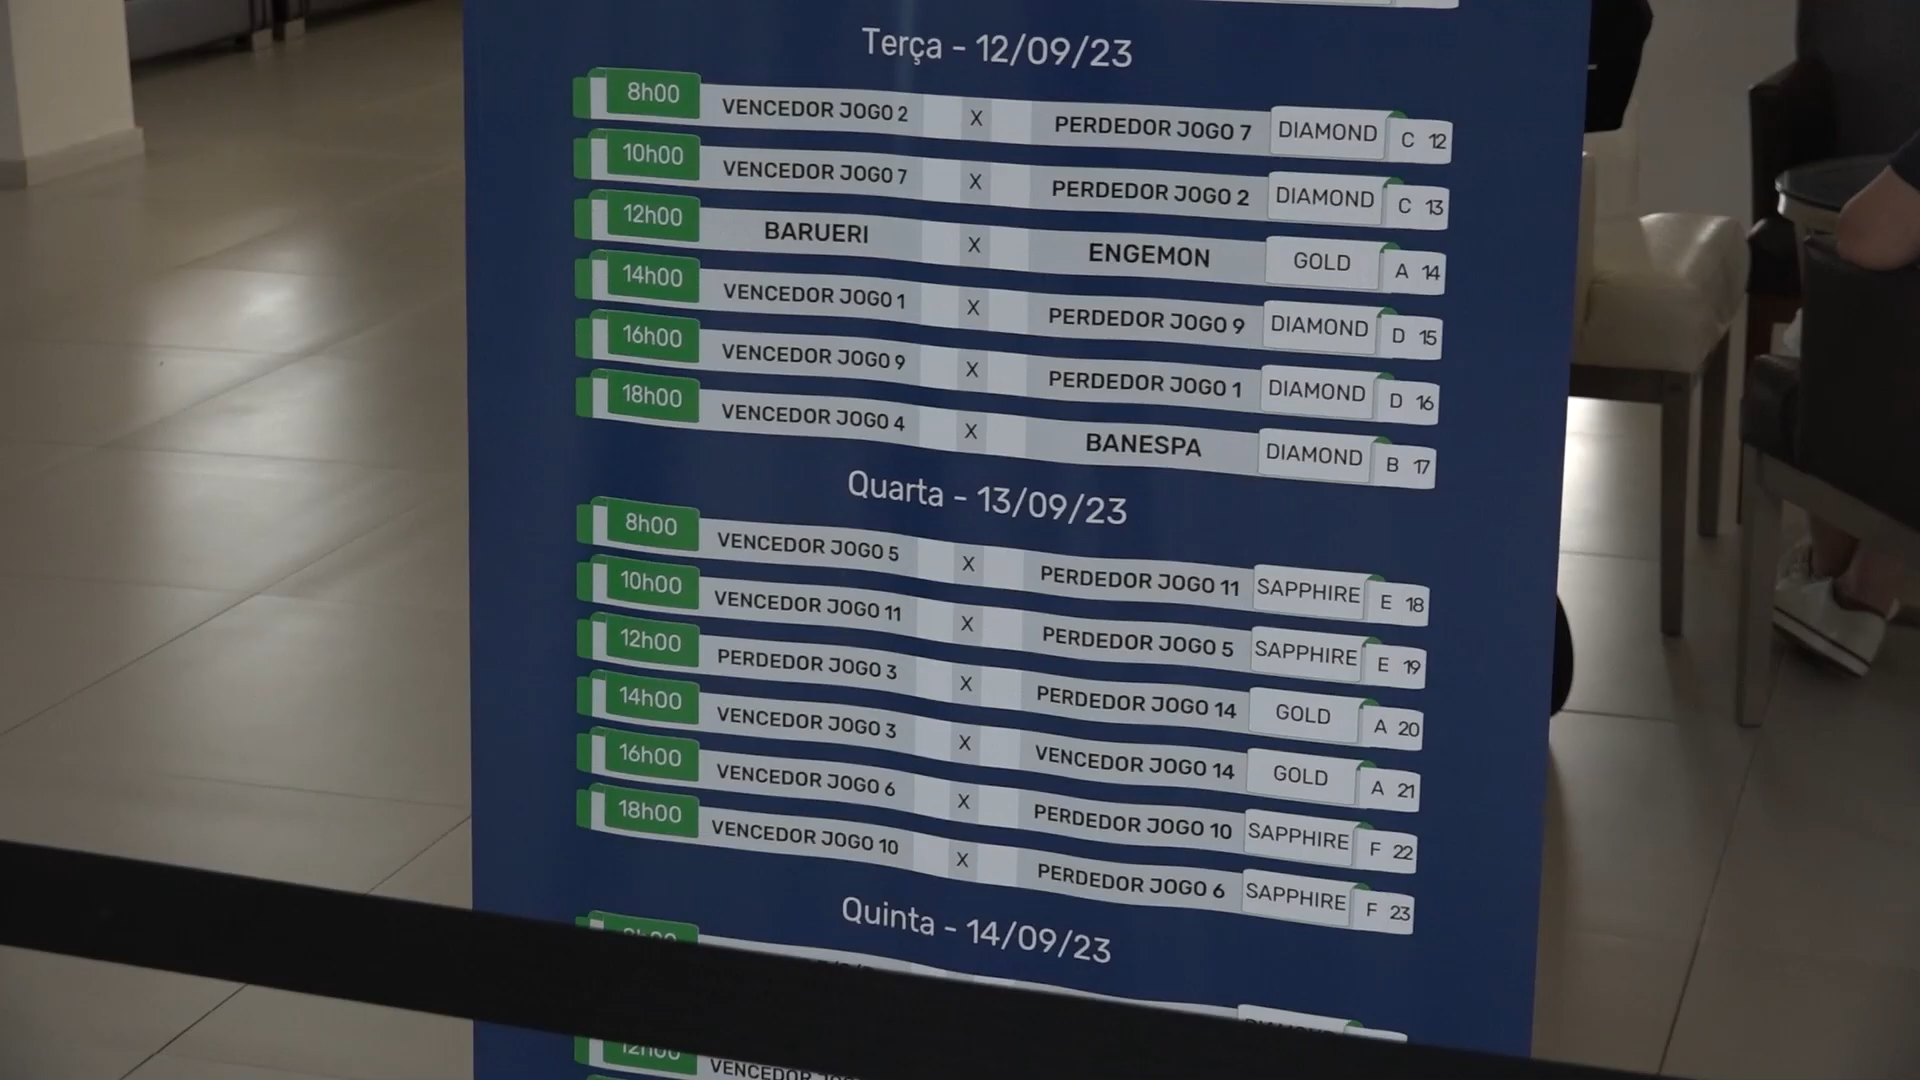 Terça - 12/09/23
8h00 VENCEDOR JOGO 2 X PERDEDOR JOGO 7 DIAMOND C 12
10h00 VENCEDOR JOGO 7 X PERDEDOR JOGO 2 DIAMOND C 13
12h00 BARUERI X ENGEMON GOLD A 14
14h00 VENCEDOR JOGO 1 X PERDEDOR JOGO 9 DIAMOND D 15
16h00 VENCEDOR JOGO 9 X PERDEDOR JOGO 1 DIAMOND D 16
18h00 VENCEDOR JOGO 4 X BANESPA DIAMOND B 17
Quarta - 13/09/23
8h00 VENCEDOR JOGO 5 X PERDEDOR JOGO 11 SAPPHIRE E 18
10h00 VENCEDOR JOGO 11 X PERDEDOR JOGO 5 SAPPHIRE E 19
12h00 PERDEDOR JOGO 3 X PERDEDOR JOGO 14 GOLD A 20
14h00 VENCEDOR JOGO 3 X VENCEDOR JOGO 14 GOLD A 21
16h00 VENCEDOR JOGO 6 X PERDEDOR JOGO 10 SAPPHIRE F 22
18h00 VENCEDOR JOGO 10 X PERDEDOR JOGO 6 SAPPHIRE F 23
Quinta - 14/09/23
8h00
12h00 VENCEDOR